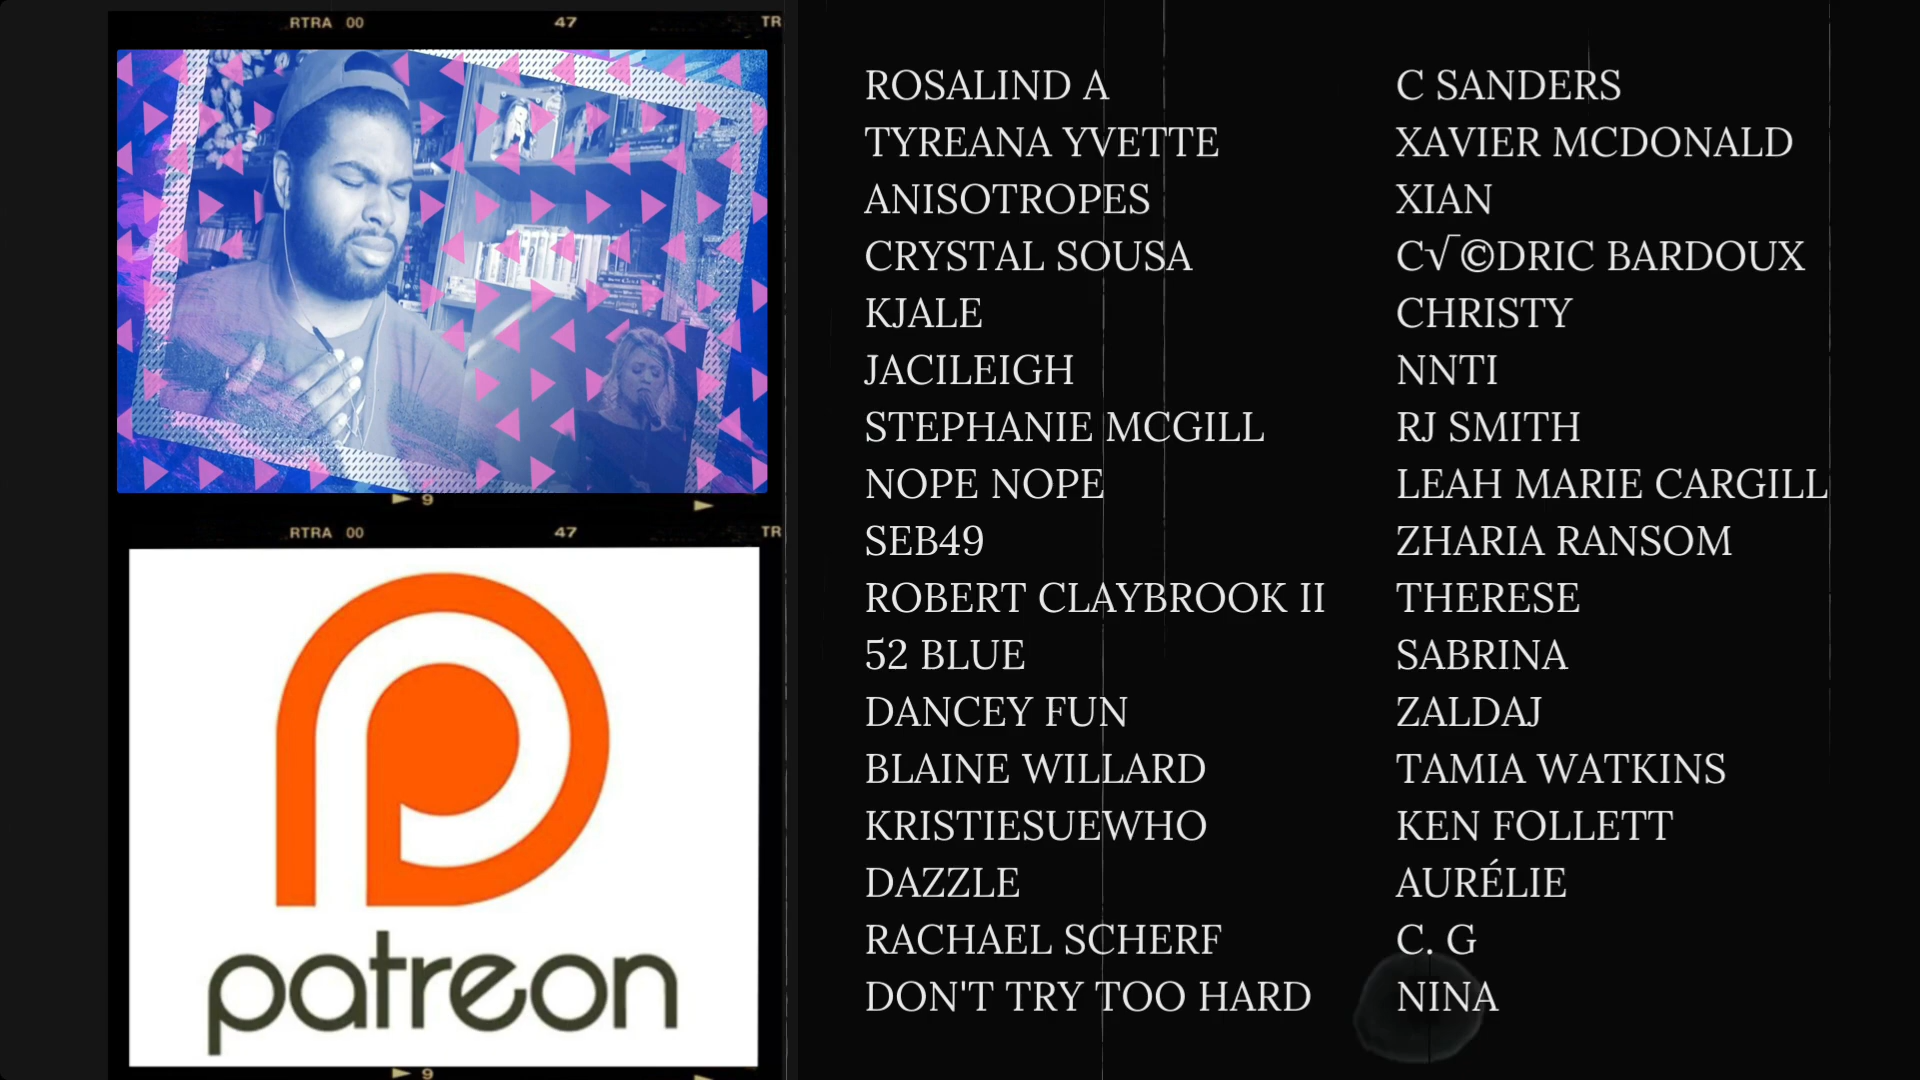 RTRA 00 47 TR
9
RTRA 00 47 TR
patreon
9
ROSALIND A
TYREANA YVETTE
ANISOTROPES
CRYSTAL SOUSA
KJALE
JACILEIGH
STEPHANIE MCGILL
NOPE NOPE
SEB49
ROBERT CLAYBROOK II
52 BLUE
DANCEY FUN
BLAINE WILLARD
KRISTIESUEWHO
DAZZLE
RACHAEL SCHERF
DON'T TRY TOO HARD
C SANDERS
XAVIER MCDONALD
XIAN
C√©DRIC BARDOUX
CHRISTY
NNTI
RJ SMITH
LEAH MARIE CARGILL
ZHARIA RANSOM
THERESE
SABRINA
ZALDAJ
TAMIA WATKINS
KEN FOLLETT
AURÉLIE
C. G
NINA